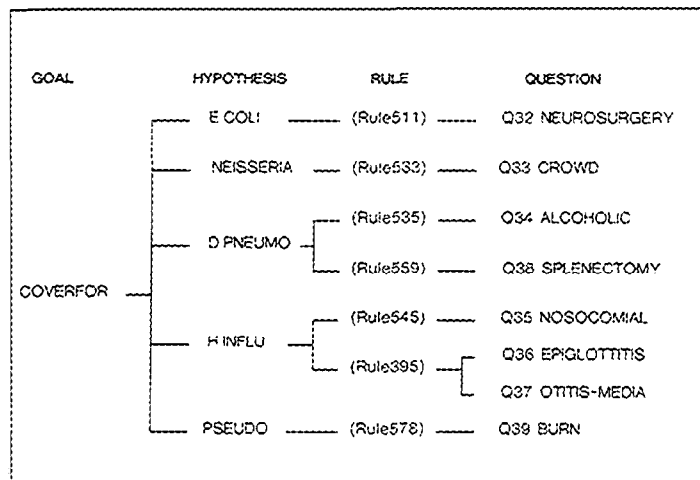 GOAL HYPOTHESIS RULE QUESTION
E.COLI (Rule511) Q32 NEUROSURGERY
NEISSERIA (Rule533) Q33 CROWD
(Rule535) Q34 ALCOHOLIC
D.PNEUMO
(Rule559) Q38 SPLENECTOMY
COVERFOR
(Rule545) Q35 NOSOCOMIAL
H.INFLU
Q36 EPIGLOTTITIS
(Rule395)
Q37 OTITIS-MEDIA
PSEUDO (Rule578) Q39 BURN